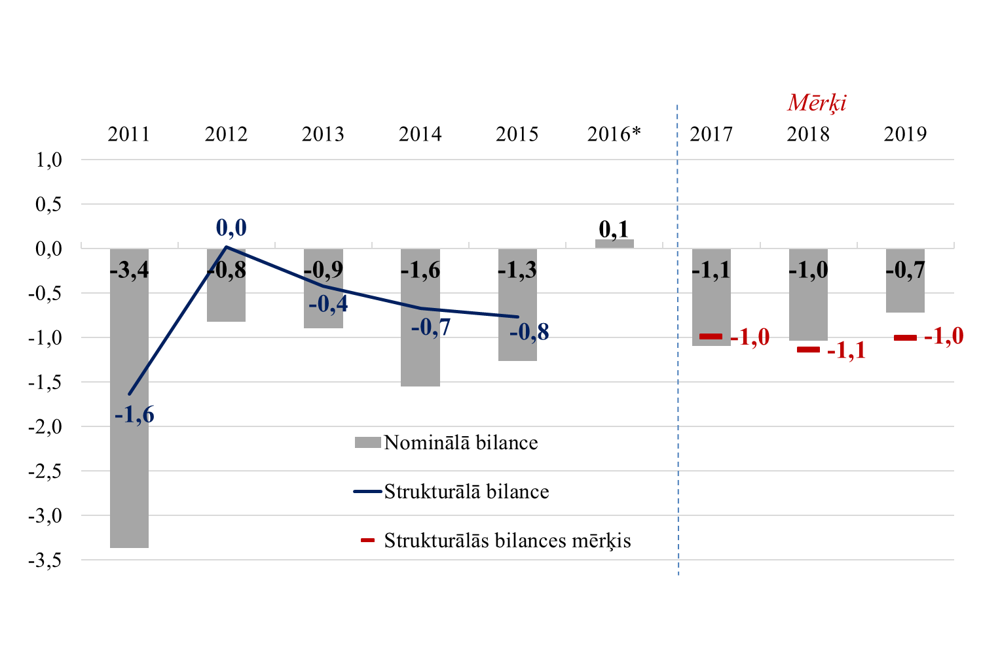 Mērķi
2011 2012 2013 2014 2015 2016* 2017 2018 2019
1,0
0,5
0,0
-0,5
-1,0
-1,5
-2,0
-2,5
-3,0
-3,5
0,0 0,1
-3,4 -0,8 -0,9 -1,6 -1,3 -1,1 -1,0 -0,7
-1,6 -0,4 -0,7 -0,8 -1,0 -1,1 -1,0
Nominālā bilance
Strukturālā bilance
Strukturālās bilances mērķis